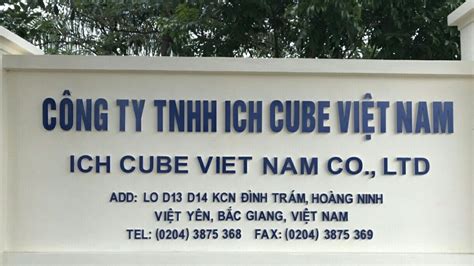 CÔNG TY TNHH ICH CUBE VIỆT NAM
ICH CUBE VIET NAM CO., LTD
ADD: LO D13 D14 KCN ĐÌNH TRÁM, HOÀNG NINH
VIỆT YÊN, BẮC GIANG, VIỆT NAM
TEL: (0204) 3875 368 FAX: (0204) 3875 369